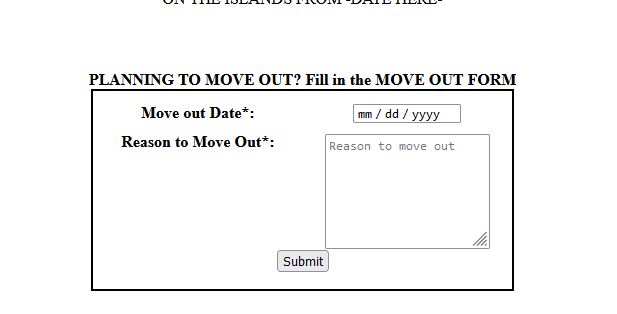 ON THE ISLANDS FROM -DATE HERE-
PLANNING TO MOVE OUT? Fill in the MOVE OUT FORM
Move out Date*:
mm / dd / yyyy
Reason to Move Out*:
Reason to move out
Submit